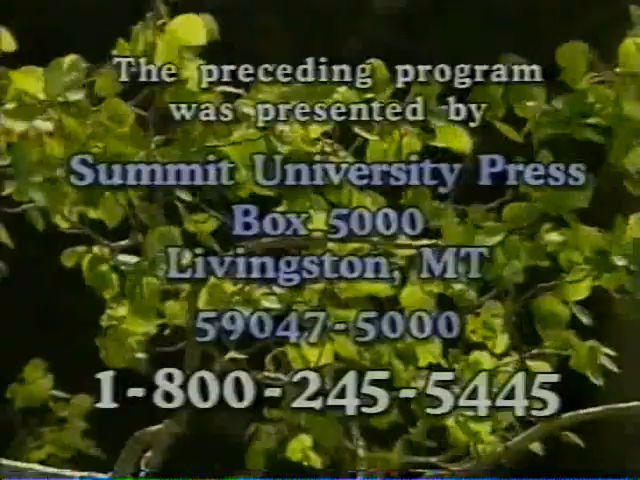 The preceding program
was presented by
Summit University Press
Box 5000
Livingston, MT
59047-5000
1-800-245-5445